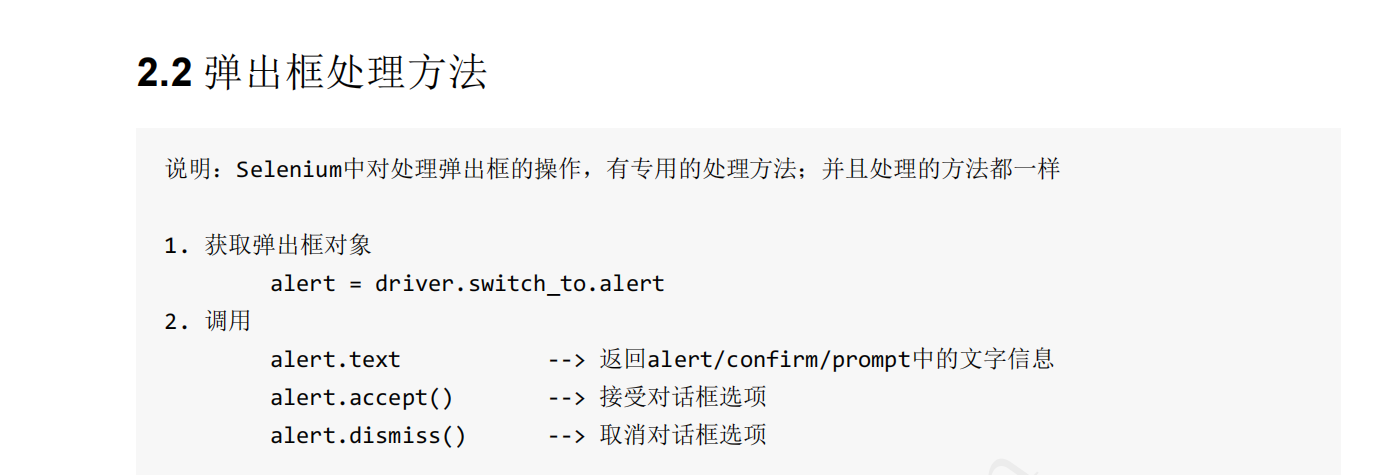 2.2 弹出框处理方法
说明：Selenium中对处理弹出框的操作，有专用的处理方法；并且处理的方法都一样
1. 获取弹出框对象
alert = driver.switch_to.alert
2. 调用
alert.text --> 返回alert/confirm/prompt中的文字信息
alert.accept() --> 接受对话框选项
alert.dismiss() --> 取消对话框选项